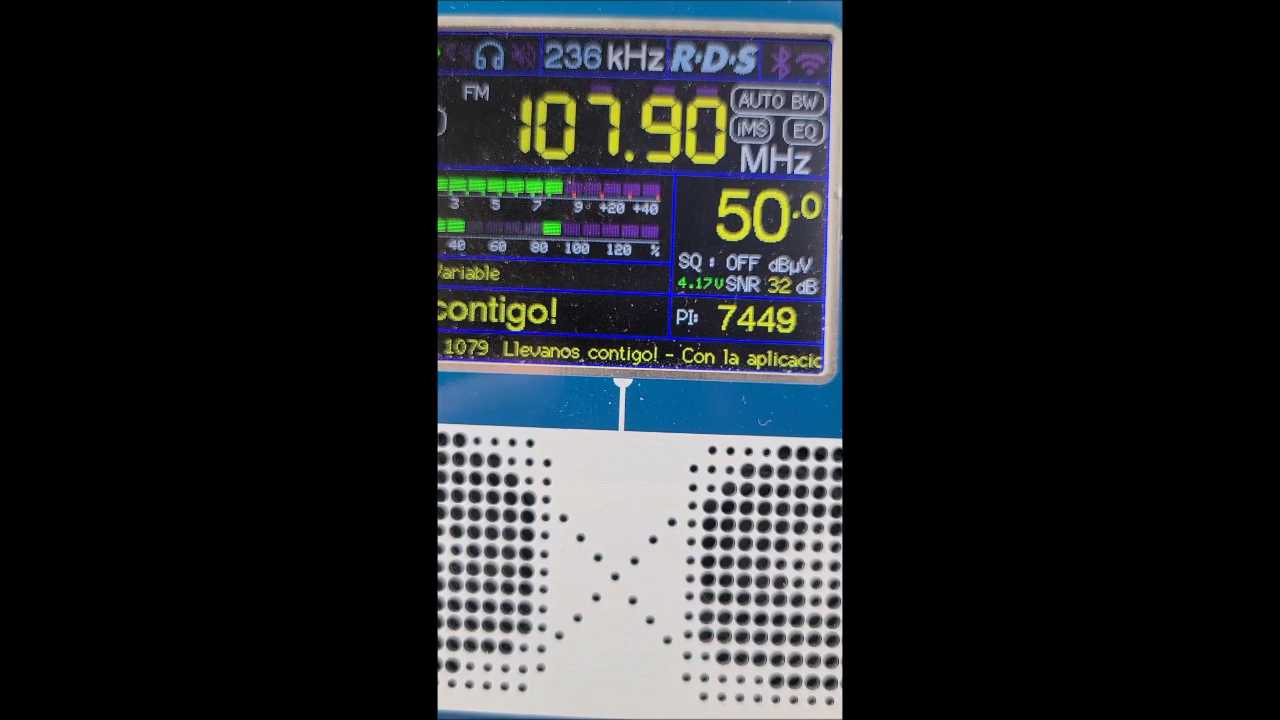 236 kHz R·D·S
FM 107.90 AUTO BW
iMS EQ
MHz
3 5 7 9 +20 +40
50.0
40 60 80 100 120 %
SQ : OFF dBµV
Variable
4.17V SNR 32 dB
contigo!
PI: 7449
1079 Llevanos contigo! - Con la aplicacic